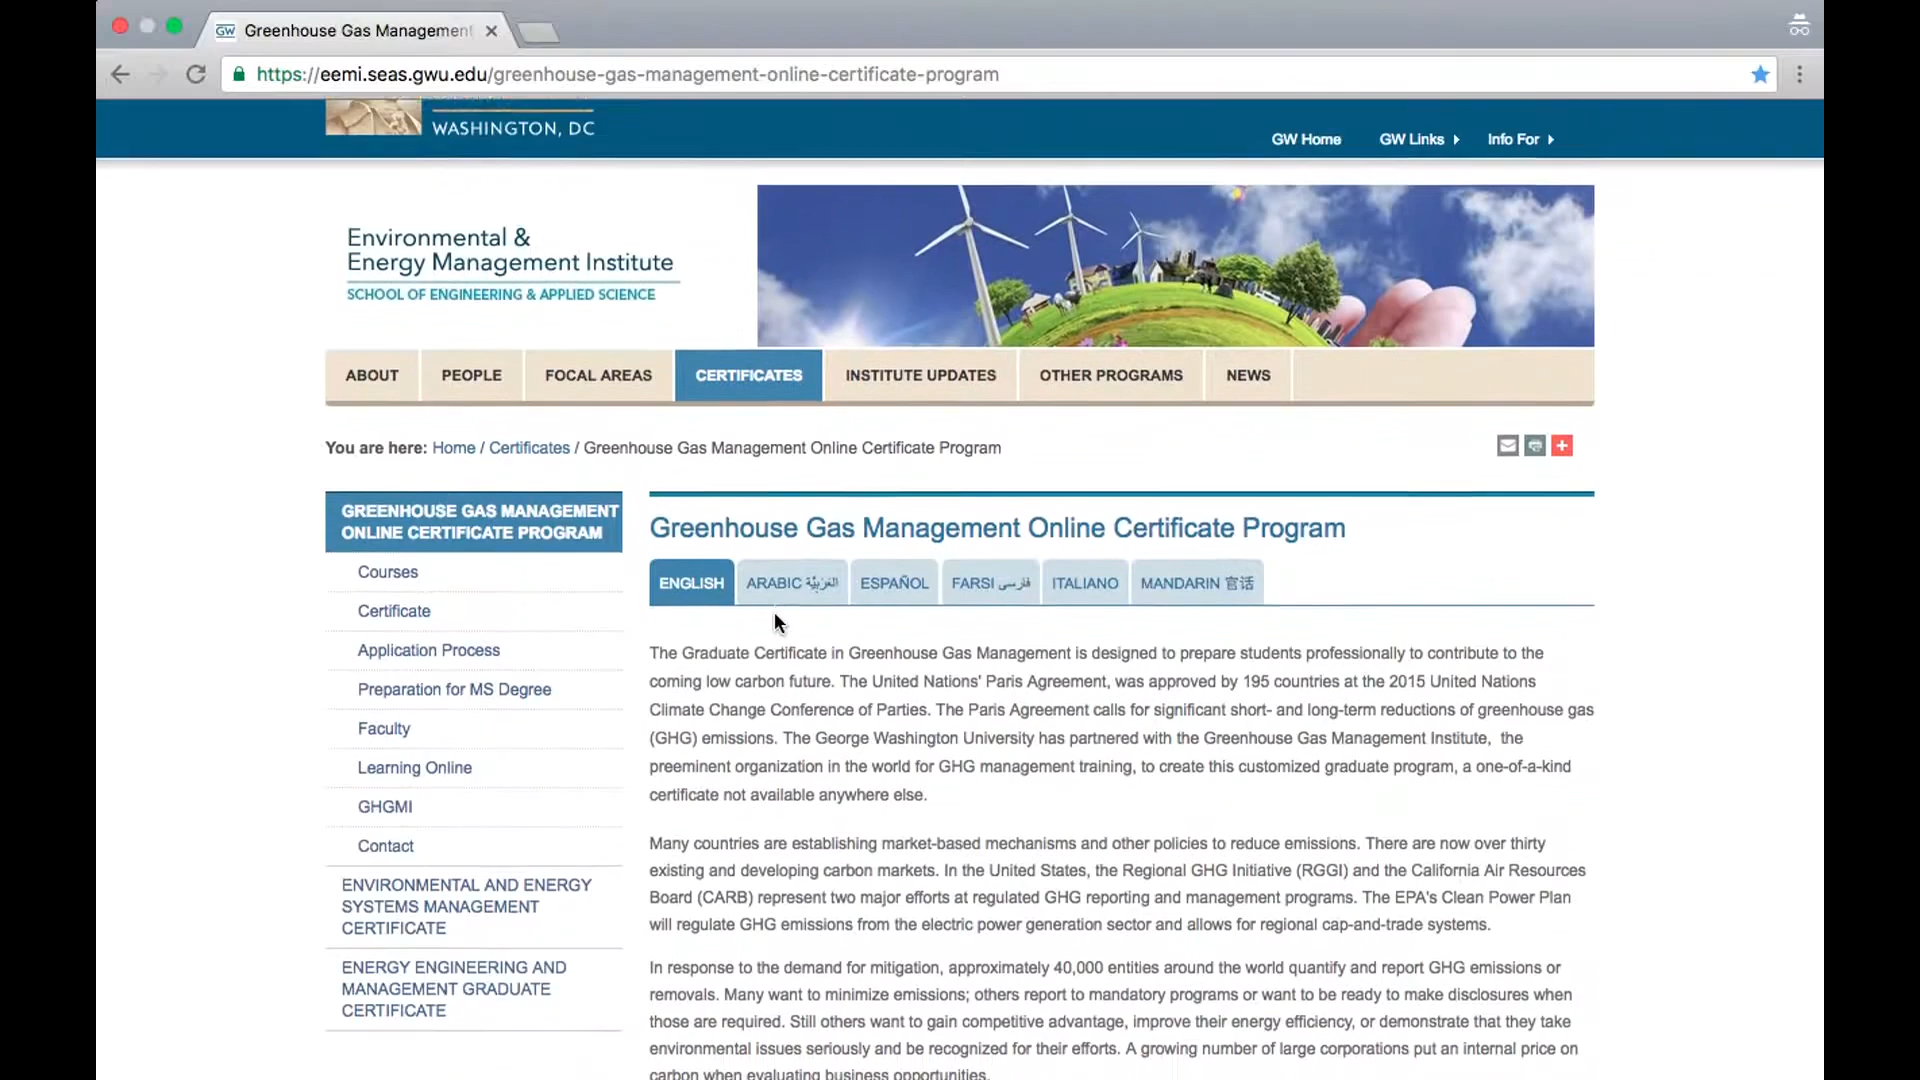 GW Greenhouse Gas Management
https://eemi.seas.gwu.edu/greenhouse-gas-management-online-certificate-program
WASHINGTON, DC
GW Home GW Links Info For
Environmental &
Energy Management Institute
SCHOOL OF ENGINEERING & APPLIED SCIENCE
ABOUT PEOPLE FOCAL AREAS CERTIFICATES INSTITUTE UPDATES OTHER PROGRAMS NEWS
You are here: Home / Certificates / Greenhouse Gas Management Online Certificate Program
GREENHOUSE GAS MANAGEMENT
ONLINE CERTIFICATE PROGRAM
Courses
Certificate
Application Process
Preparation for MS Degree
Faculty
Learning Online
GHGMI
Contact
ENVIRONMENTAL AND ENERGY
SYSTEMS MANAGEMENT
CERTIFICATE
ENERGY ENGINEERING AND
MANAGEMENT GRADUATE
CERTIFICATE
Greenhouse Gas Management Online Certificate Program
ENGLISH ARABIC العَرَبِيَّة ESPAÑOL FARSI فارسی ITALIANO MANDARIN 官话
The Graduate Certificate in Greenhouse Gas Management is designed to prepare students professionally to contribute to the
coming low carbon future. The United Nations' Paris Agreement, was approved by 195 countries at the 2015 United Nations
Climate Change Conference of Parties. The Paris Agreement calls for significant short- and long-term reductions of greenhouse gas
(GHG) emissions. The George Washington University has partnered with the Greenhouse Gas Management Institute, the
preeminent organization in the world for GHG management training, to create this customized graduate program, a one-of-a-kind
certificate not available anywhere else.
Many countries are establishing market-based mechanisms and other policies to reduce emissions. There are now over thirty
existing and developing carbon markets. In the United States, the Regional GHG Initiative (RGGI) and the California Air Resources
Board (CARB) represent two major efforts at regulated GHG reporting and management programs. The EPA's Clean Power Plan
will regulate GHG emissions from the electric power generation sector and allows for regional cap-and-trade systems.
In response to the demand for mitigation, approximately 40,000 entities around the world quantify and report GHG emissions or
removals. Many want to minimize emissions; others report to mandatory programs or want to be ready to make disclosures when
those are required. Still others want to gain competitive advantage, improve their energy efficiency, or demonstrate that they take
environmental issues seriously and be recognized for their efforts. A growing number of large corporations put an internal price on
carbon when evaluating business opportunities.